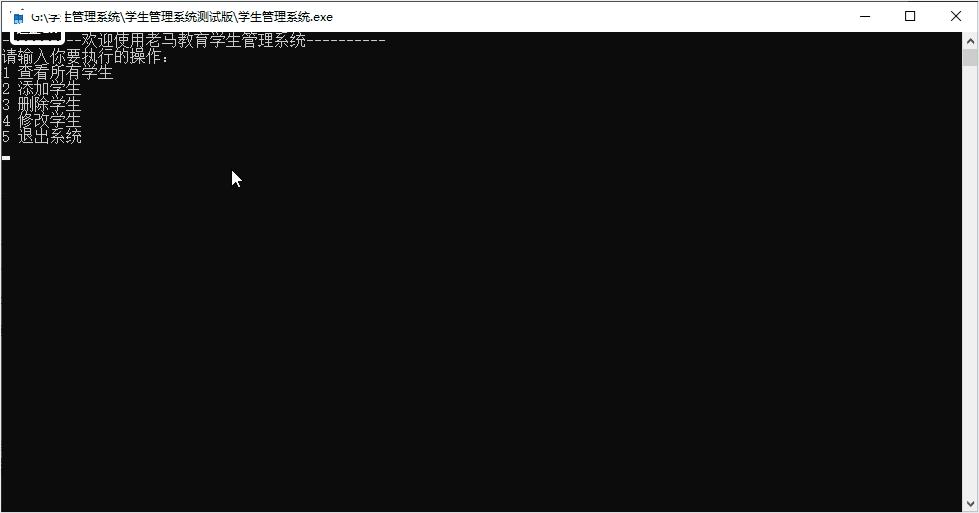 G:\学生管理系统\学生管理系统测试版\学生管理系统.exe
----------欢迎使用老马教育学生管理系统----------
请输入你要执行的操作：
1 查看所有学生
2 添加学生
3 删除学生
4 修改学生
5 退出系统